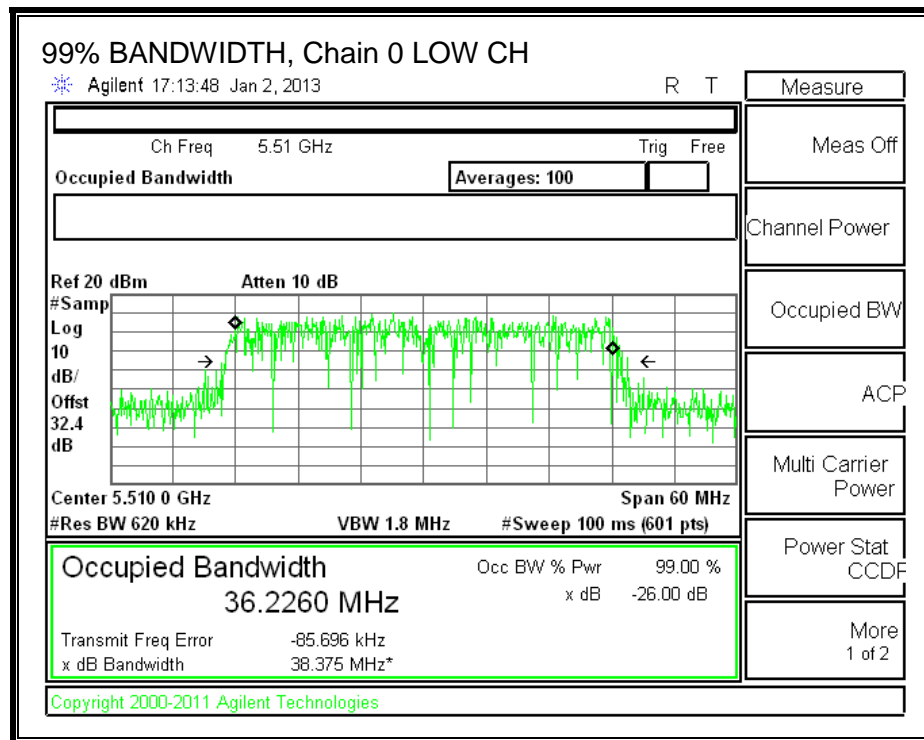 99% BANDWIDTH, Chain 0 LOW CH
Agilent 17:13:48 Jan 2, 2013 R T
Measure
Ch Freq 5.51 GHz Trig Free
Meas Off
Occupied Bandwidth Averages: 100
Channel Power
Ref 20 dBm Atten 10 dB
#Samp
Log
10
dB/
Offst
32.4
dB
Occupied BW
ACP
Center 5.510 0 GHz Span 60 MHz
#Res BW 620 kHz VBW 1.8 MHz #Sweep 100 ms (601 pts)
Multi Carrier
Power
Occupied Bandwidth Occ BW % Pwr 99.00 %
36.2260 MHz x dB -26.00 dB
Power Stat
CCDF
Transmit Freq Error -85.696 kHz
x dB Bandwidth 38.375 MHz*
More
1 of 2
Copyright 2000-2011 Agilent Technologies